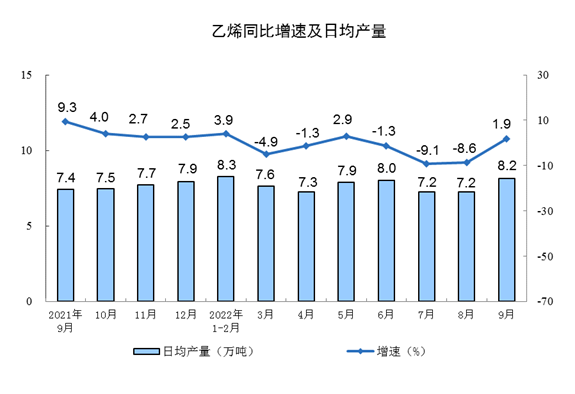 乙烯同比增速及日均产量
15
10
5
0
30
10
-10
-30
-50
-70
9.3
4.0
2.7
2.5
3.9
-4.9
-1.3
2.9
-1.3
-9.1
-8.6
1.9
7.4
7.5
7.7
7.9
8.3
7.6
7.3
7.9
8.0
7.2
7.2
8.2
2021年
9月
10月
11月
12月
2022年
1-2月
3月
4月
5月
6月
7月
8月
9月
日均产量（万吨）
增速（%）